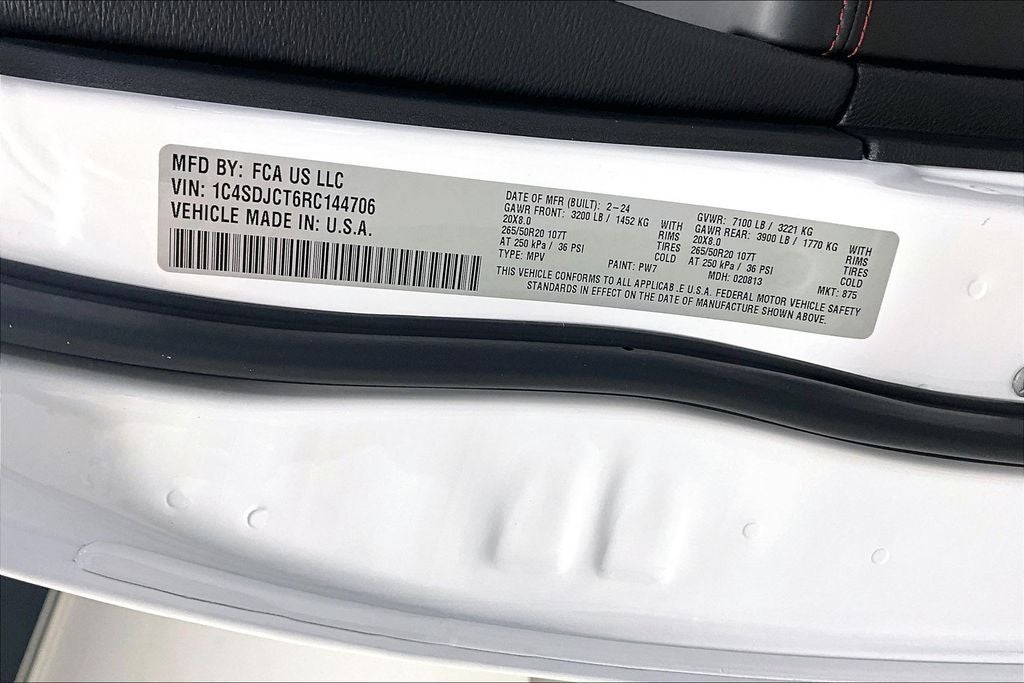 MFD BY: FCA US LLC
VIN: 1C4SDJCT6RC144706
VEHICLE MADE IN: U.S.A.
DATE OF MFR (BUILT): 2-24
GAWR FRONT: 3200 LB / 1452 KG WITH
20X8.0 RIMS
265/50R20 107T TIRES
AT 250 kPa / 36 PSI COLD
TYPE: MPV PAINT: PW7
GVWR: 7100 LB / 3221 KG
GAWR REAR: 3900 LB / 1770 KG WITH
20X8.0 RIMS
265/50R20 107T TIRES
AT 250 kPa / 36 PSI COLD
MDH: 020813 MKT: 875
THIS VEHICLE CONFORMS TO ALL APPLICAB.E U.S.A. FEDERAL MOTOR VEHICLE SAFETY
STANDARDS IN EFFECT ON THE DATE OF MANUFACTURE SHOWN ABOVE.